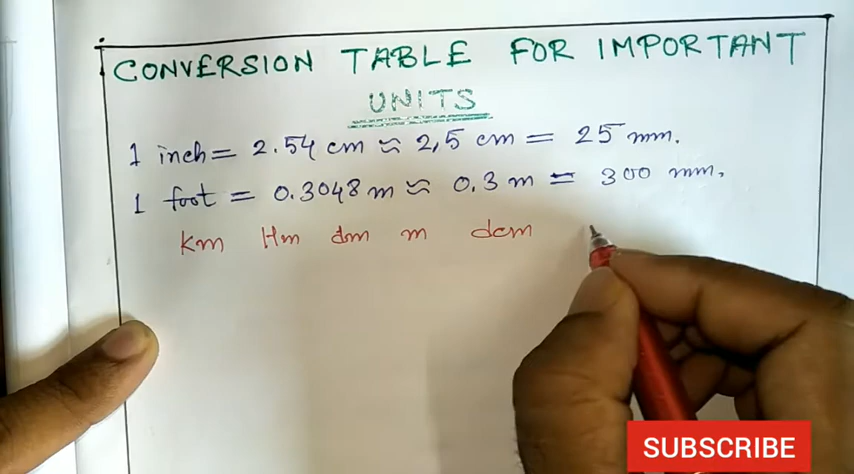 CONVERSION TABLE FOR IMPORTANT
UNITS
1 inch = 2.54 cm ≈ 2,5 cm = 25 mm.
1 foot = 0.3048 m ≈ 0.3 m = 300 mm.
Km Hm dm m dcm
SUBSCRIBE